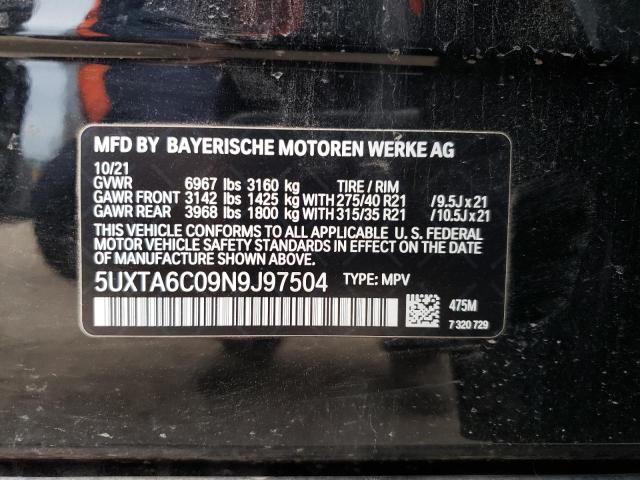 MFD BY BAYERISCHE MOTOREN WERKE AG
10/21
GVWR 6967 lbs 3160 kg TIRE / RIM
GAWR FRONT 3142 lbs 1425 kg WITH 275/40 R21 /9.5J x 21
GAWR REAR 3968 lbs 1800 kg WITH 315/35 R21 /10.5J x 21
THIS VEHICLE CONFORMS TO ALL APPLICABLE U. S. FEDERAL
MOTOR VEHICLE SAFETY STANDARDS IN EFFECT ON THE DATE OF
MANUFACTURE SHOWN ABOVE.
5UXTA6C09N9J97504 TYPE: MPV
475M
7 320 729